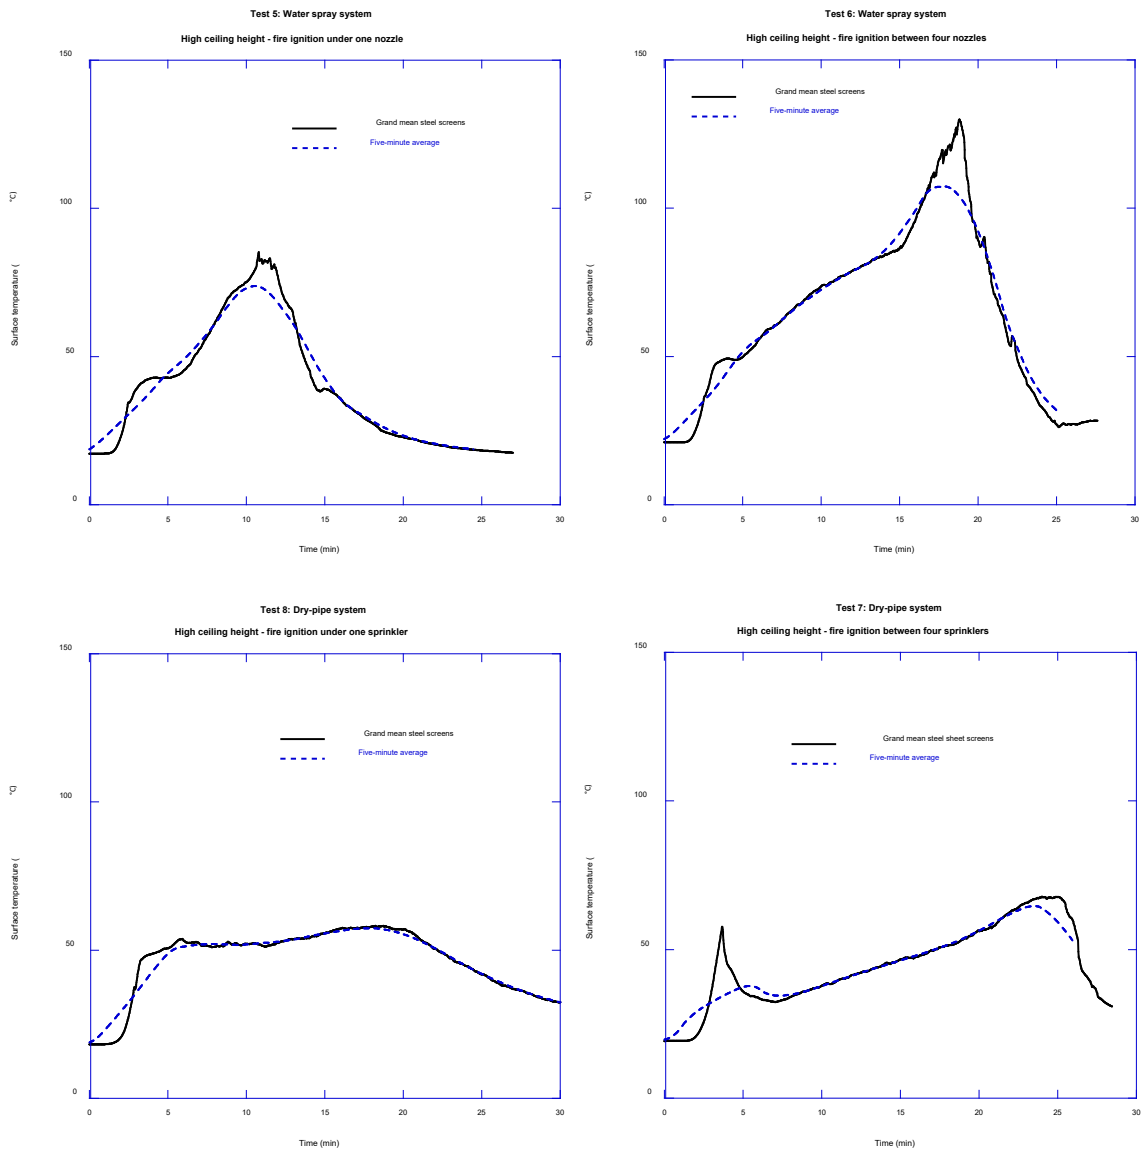 Test 5: Water spray system
High ceiling height - fire ignition under one nozzle
150
100
50
0
Surface temperature (
°C)
Grand mean steel screens
Five-minute average
0 5 10 15 20 25 30
Time (min)
Test 6: Water spray system
High ceiling height - fire ignition between four nozzles
150
100
50
0
Surface temperature (
°C)
Grand mean steel screens
Five-minute average
0 5 10 15 20 25 30
Time (min)
Test 8: Dry-pipe system
High ceiling height - fire ignition under one sprinkler
150
100
50
0
Surface temperature (
°C)
Grand mean steel screens
Five-minute average
0 5 10 15 20 25 30
Time (min)
Test 7: Dry-pipe system
High ceiling height - fire ignition between four sprinklers
150
100
50
0
Surface temperature (
°C)
Grand mean steel sheet screens
Five-minute average
0 5 10 15 20 25 30
Time (min)